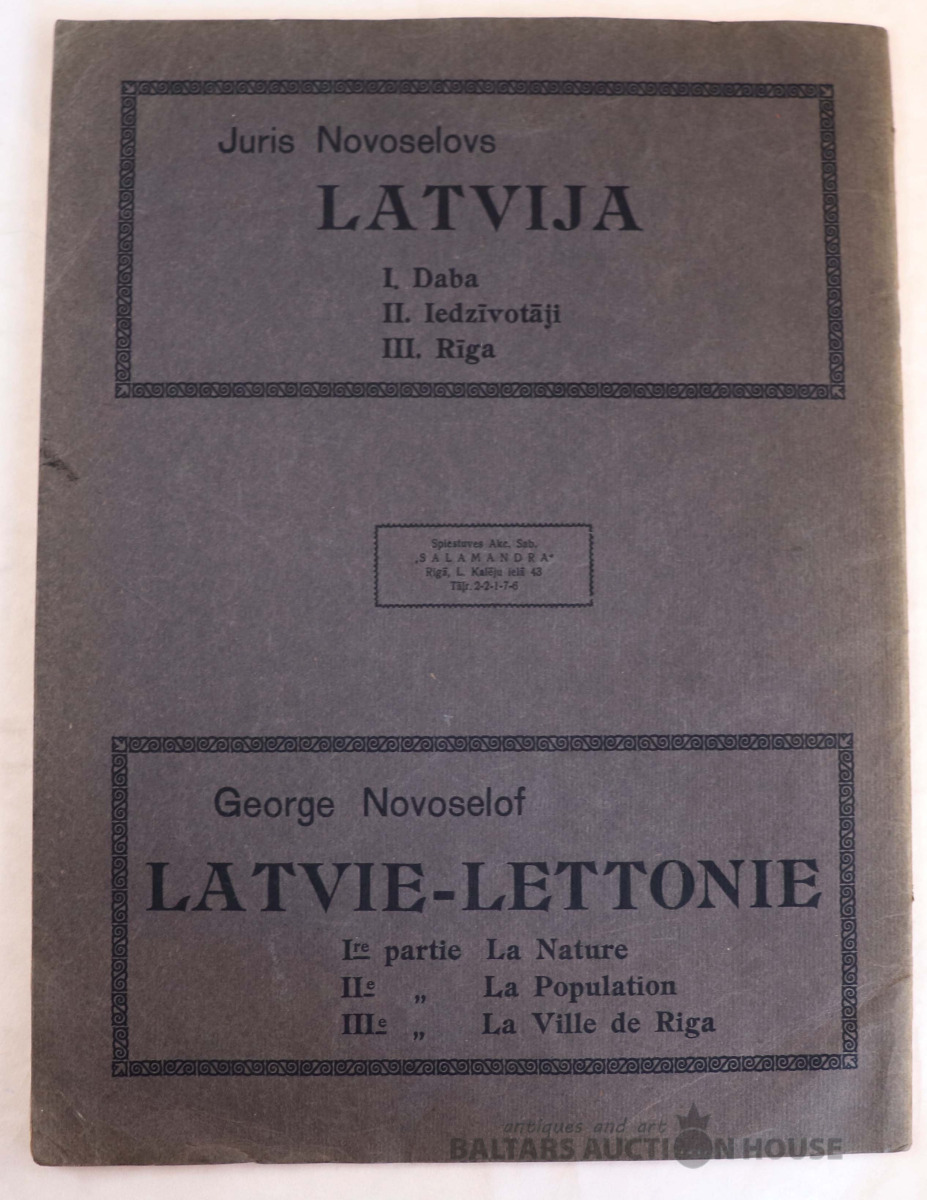 Juris Novoselovs
LATVIJA
I. Daba
II. Iedzīvotāji
III. Rīga
Spiestuves Akc. Sab.
„SALAMANDRA“
Rīgā, L. Kalēju ielā 43
Tālr. 2-2-1-7-6
George Novoselof
LATVIE-LETTONIE
Ire partie La Nature
IIe „ La Population
IIIe „ La Ville de Riga
antiques and art
BALTARS AUCTION HOUSE